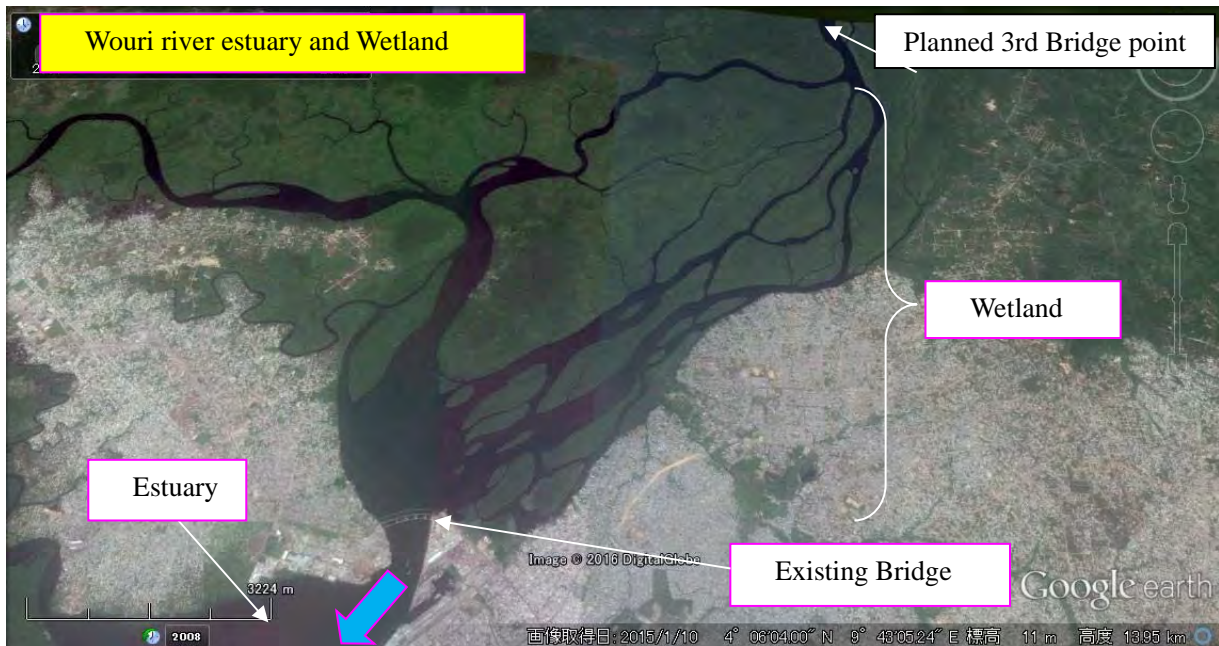 Wouri river estuary and Wetland
Planned 3rd Bridge point
2
Wetland
Estuary
Existing Bridge
Image © 2016 DigitalGlobe
3224 m
Google earth
2008
画像取得日: 2015/1/10 4° 06'04.00" N 9° 43'05.24" E 標高 11 m 高度 13.95 km